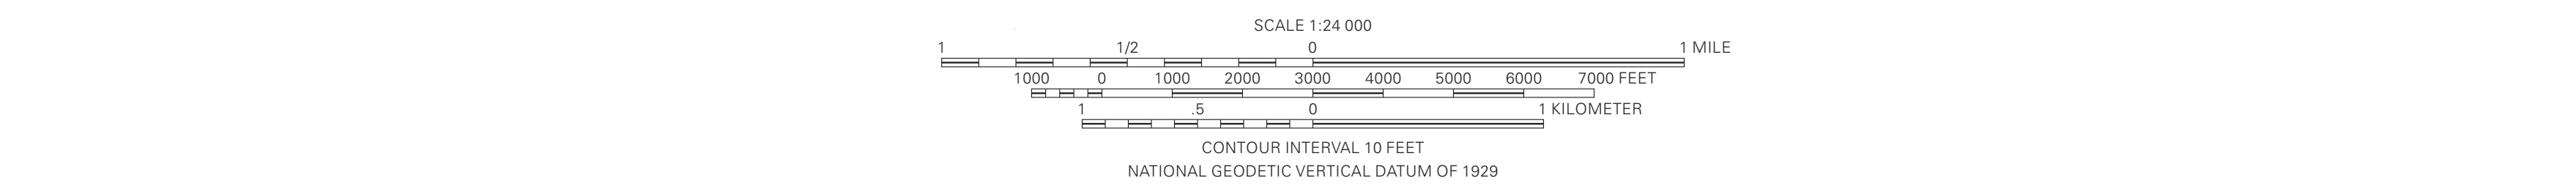 SCALE 1:24 000
1 1/2 0 1 MILE
1000 0 1000 2000 3000 4000 5000 6000 7000 FEET
1 .5 0 1 KILOMETER
CONTOUR INTERVAL 10 FEET
NATIONAL GEODETIC VERTICAL DATUM OF 1929